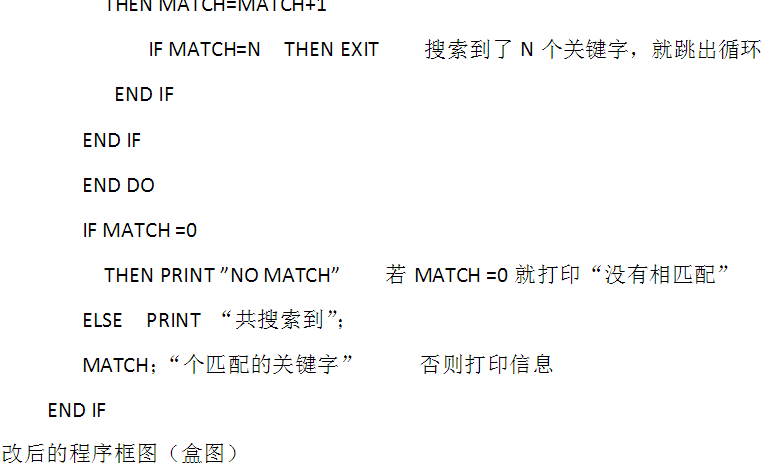 THEN MATCH=MATCH+1
IF MATCH=N THEN EXIT 搜索到了 N 个关键字，就跳出循环
END IF
END IF
END DO
IF MATCH =0
THEN PRINT ”NO MATCH” 若 MATCH =0 就打印“没有相匹配”
ELSE PRINT “共搜索到”；
MATCH；“个匹配的关键字” 否则打印信息
END IF
改后的程序框图（盒图）